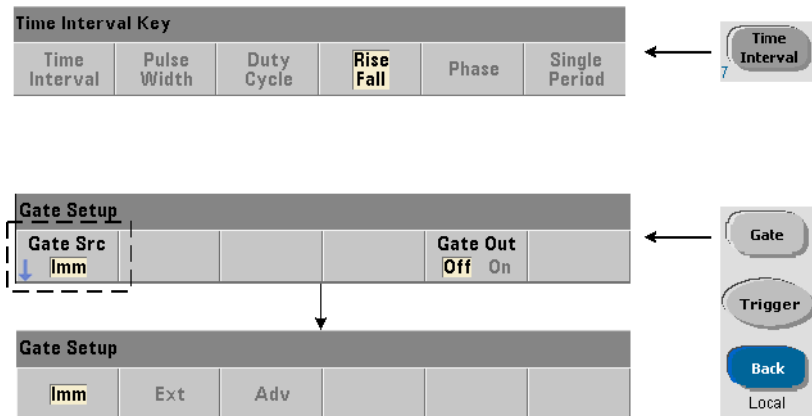 Time Interval Key
Time Interval
Pulse Width
Duty Cycle
Rise Fall
Phase
Single Period
Time Interval
7
Gate Setup
Gate Src
Imm
Gate Out
Off On
Gate
Trigger
Gate Setup
Imm
Ext
Adv
Back
Local